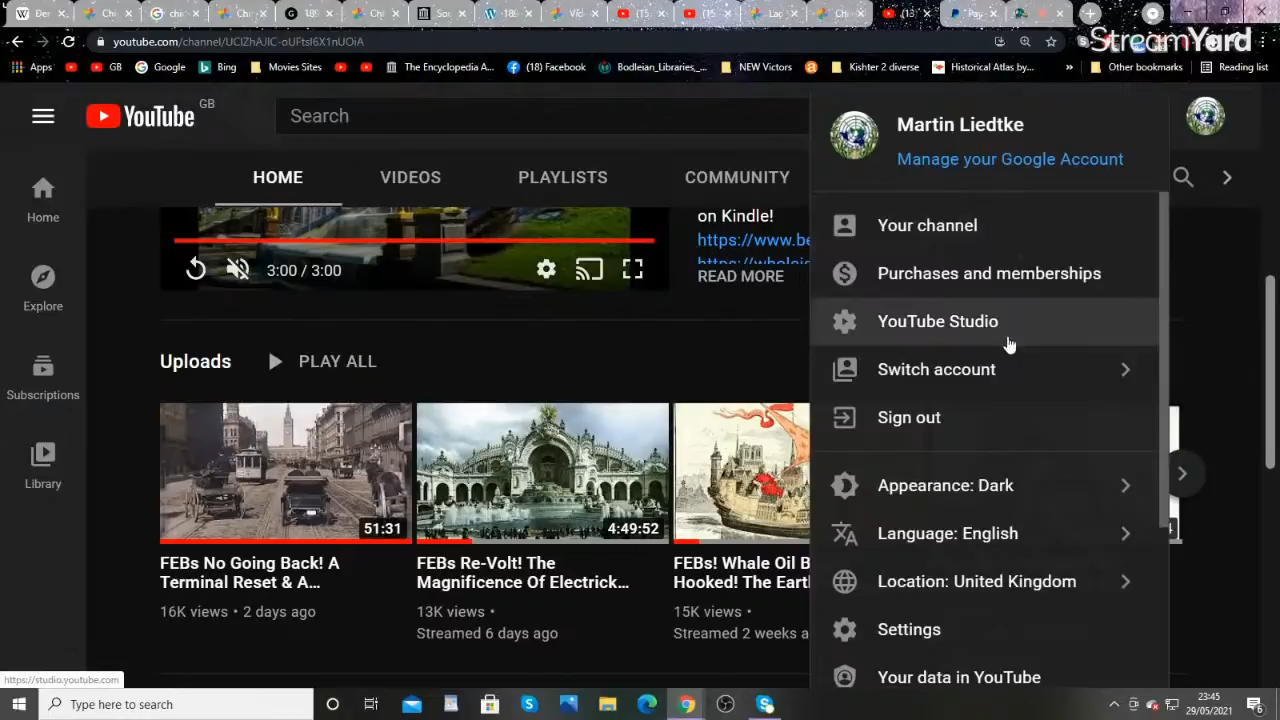 StreamYard
youtube.com/channel/UClZhAJlC-oUFtsI6X1nUOiA
Apps
YouTube GB
GB
Google
Bing
Movies Sites
The Encyclopedia A...
(18) Facebook
Bodleian_Libraries_...
NEW Victors
Kishter 2 diverse
Historical Atlas by...
Other bookmarks
Reading list
Search
Martin Liedtke
Manage your Google Account
HOME
VIDEOS
PLAYLISTS
COMMUNITY
Home
Explore
Subscriptions
Library
3:00 / 3:00
on Kindle!
https://www.be
READ MORE
Your channel
Purchases and memberships
YouTube Studio
Switch account
Sign out
Appearance: Dark
Language: English
Location: United Kingdom
Settings
Your data in YouTube
Uploads
PLAY ALL
51:31
4:49:52
FEBs No Going Back! A
Terminal Reset & A...
16K views • 2 days ago
FEBs Re-Volt! The
Magnificence Of Electrick...
13K views •
Streamed 6 days ago
FEBs! Whale Oil B
Hooked! The Eart
15K views •
Streamed 2 weeks a
https://studio.youtube.com
Type here to search
23:45
29/05/2021